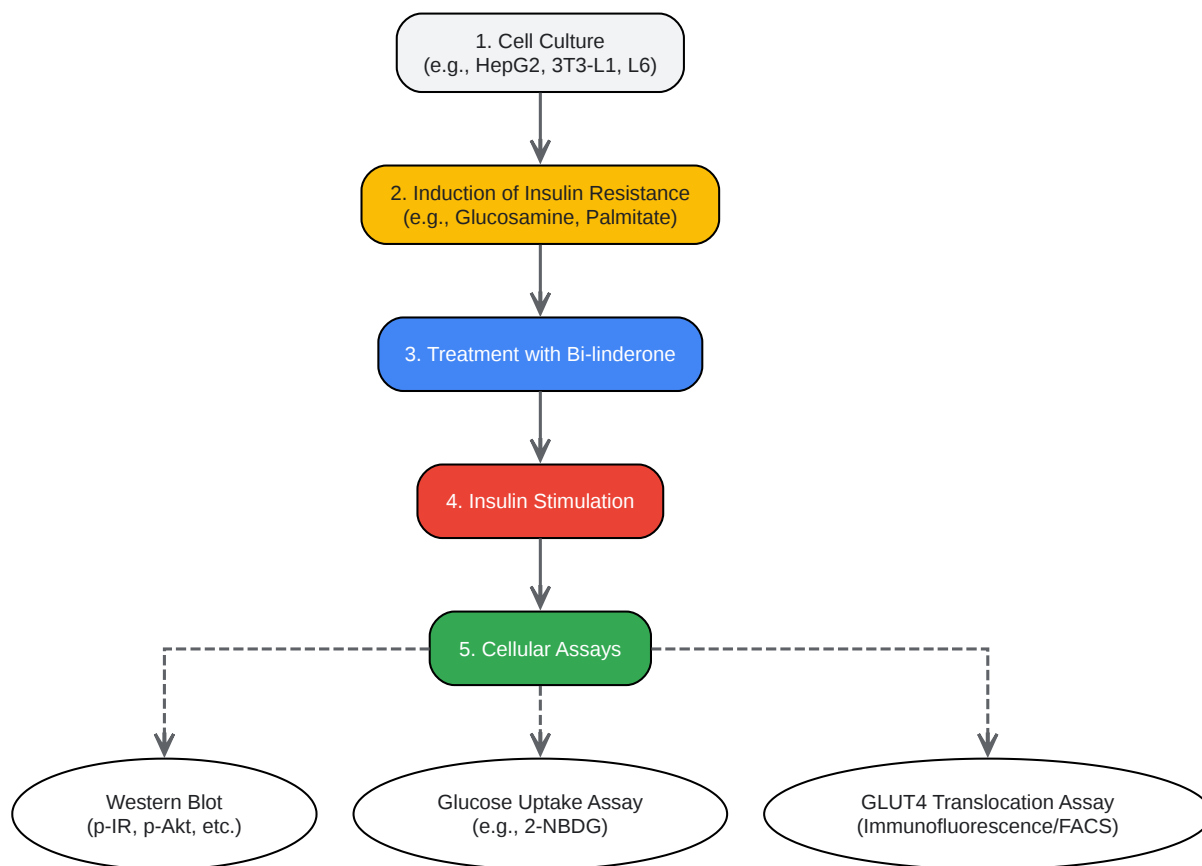 1. Cell Culture
(e.g., HepG2, 3T3-L1, L6)
2. Induction of Insulin Resistance
(e.g., Glucosamine, Palmitate)
3. Treatment with Bi-linderone
4. Insulin Stimulation
5. Cellular Assays
Western Blot
(p-IR, p-Akt, etc.)
Glucose Uptake Assay
(e.g., 2-NBDG)
GLUT4 Translocation Assay
(Immunofluorescence/FACS)